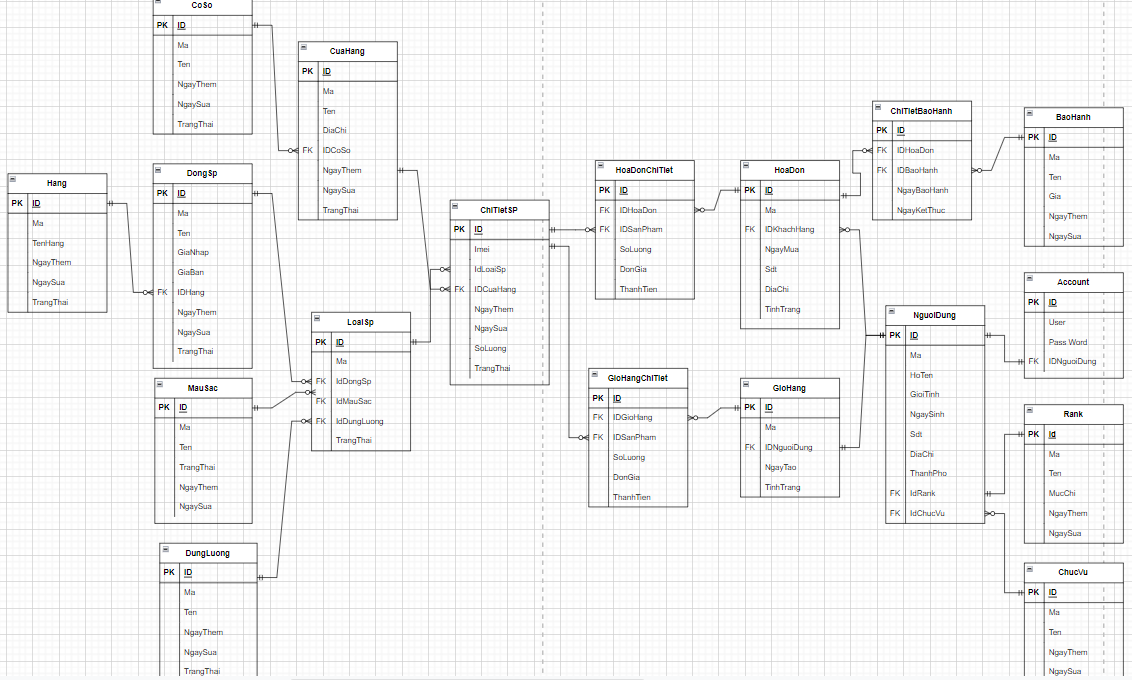 CoSo
PK ID
Ma
Ten
NgayThem
NgaySua
TrangThai
CuaHang
PK ID
Ma
Ten
DiaChi
FK IDCoSo
NgayThem
NgaySua
TrangThai
Hang
PK ID
Ma
TenHang
NgayThem
NgaySua
TrangThai
DongSp
PK ID
Ma
Ten
GiaNhap
GiaBan
FK IDHang
NgayThem
NgaySua
TrangThai
MauSac
PK ID
Ma
Ten
TrangThai
NgayThem
NgaySua
DungLuong
PK ID
Ma
Ten
NgayThem
NgaySua
TrangThai
LoaiSp
PK ID
Ma
FK IdDongSp
FK IdMauSac
FK IdDungLuong
TrangThai
ChiTietSP
PK ID
Imei
IdLoaiSp
FK IDCuaHang
NgayThem
NgaySua
SoLuong
TrangThai
HoaDonChiTiet
PK ID
FK IDHoaDon
FK IDSanPham
SoLuong
DonGia
ThanhTien
GioHangChiTiet
PK ID
FK IDGioHang
FK IDSanPham
SoLuong
DonGia
ThanhTien
HoaDon
PK ID
Ma
FK IDKhachHang
NgayMua
Sdt
DiaChi
TinhTrang
GioHang
PK ID
Ma
FK IDNguoiDung
NgayTao
TinhTrang
ChiTietBaoHanh
PK ID
FK IDHoaDon
FK IDBaoHanh
NgayBaoHanh
NgayKetThuc
NguoiDung
PK ID
Ma
HoTen
GioiTinh
NgaySinh
Sdt
DiaChi
ThanhPho
FK IdRank
FK IdChucVu
BaoHanh
PK ID
Ma
Ten
Gia
NgayThem
NgaySua
Account
PK ID
User
Pass Word
FK IDNguoiDung
Rank
PK Id
Ma
Ten
MucChi
NgayThem
NgaySua
ChucVu
PK ID
Ma
Ten
NgayThem
NgaySua